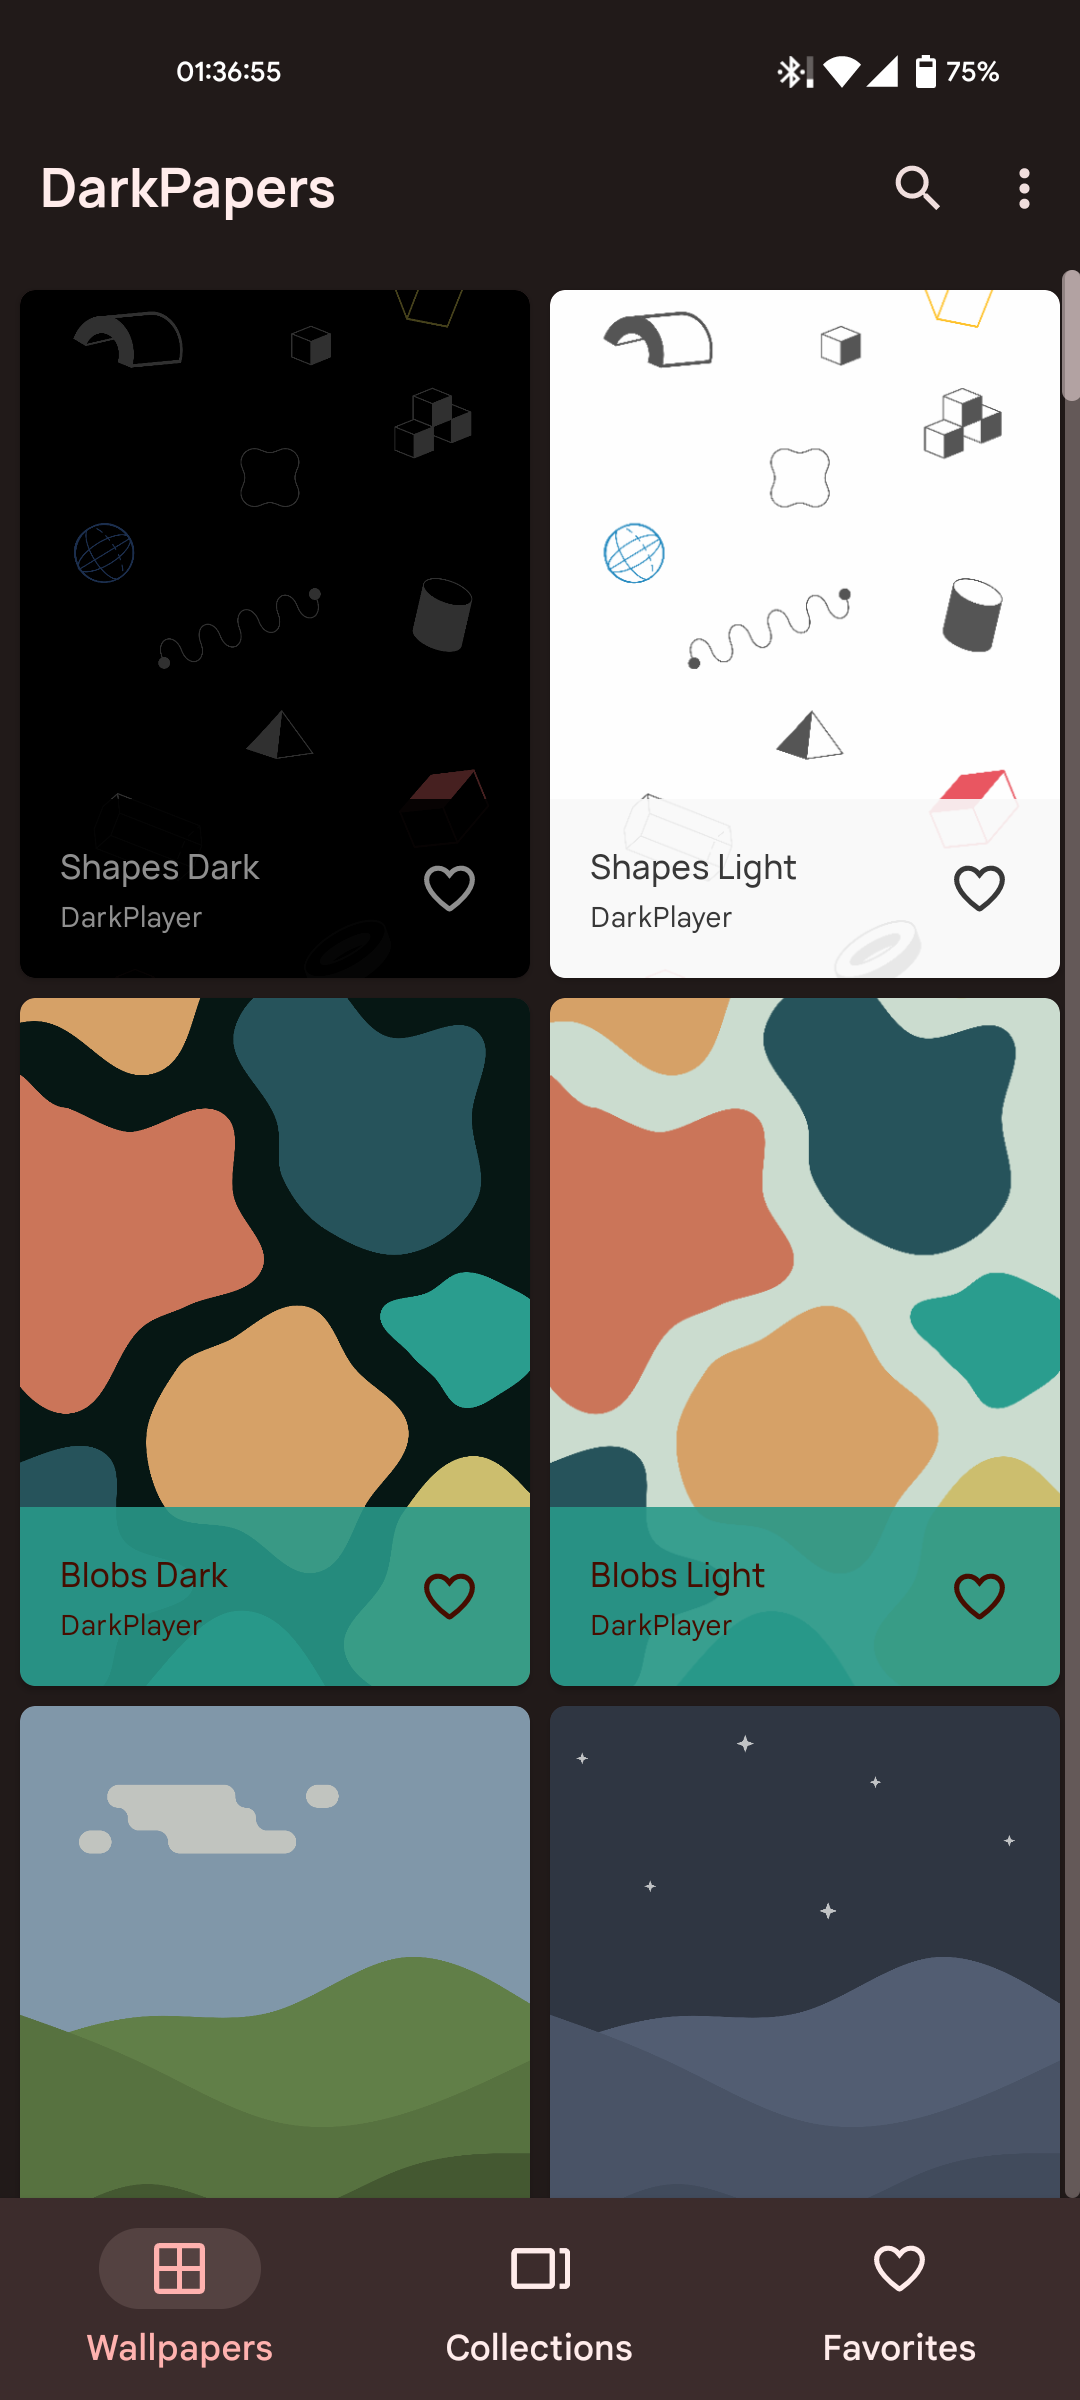 01:36:55
75%
DarkPapers
Shapes Dark
DarkPlayer
Shapes Light
DarkPlayer
Blobs Dark
DarkPlayer
Blobs Light
DarkPlayer
Wallpapers
Collections
Favorites